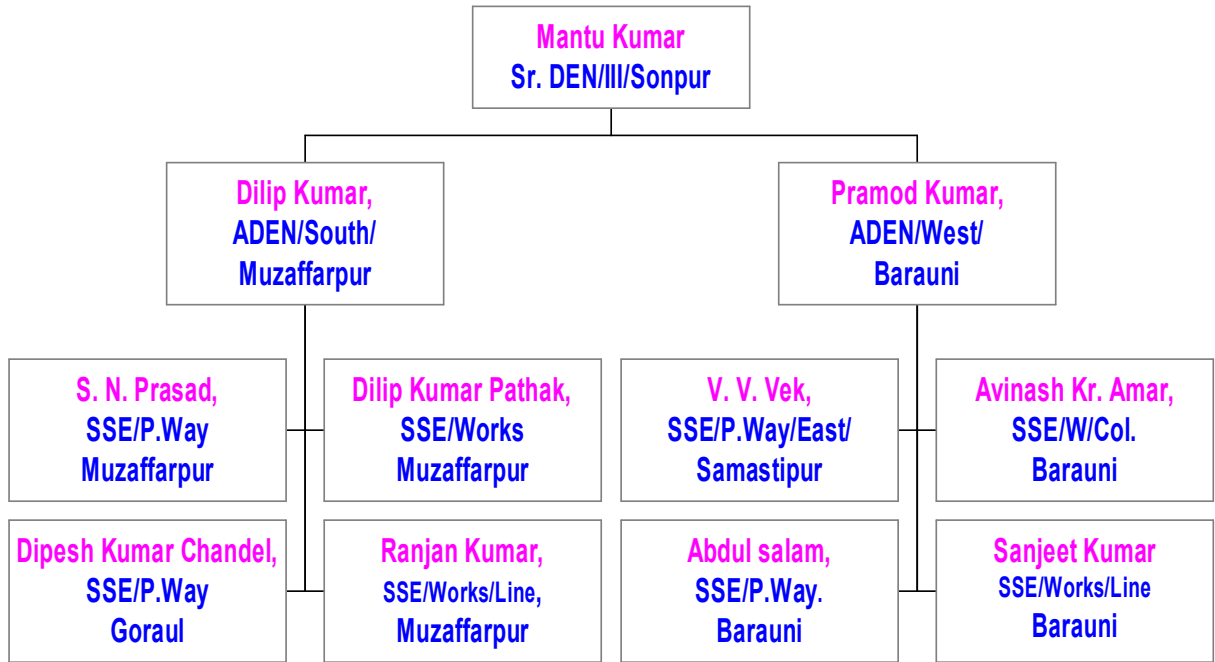 Mantu Kumar
Sr. DEN/III/Sonpur
Dilip Kumar,
ADEN/South/
Muzaffarpur
Pramod Kumar,
ADEN/West/
Barauni
S. N. Prasad,
SSE/P.Way
Muzaffarpur
Dilip Kumar Pathak,
SSE/Works
Muzaffarpur
V. V. Vek,
SSE/P.Way/East/
Samastipur
Avinash Kr. Amar,
SSE/W/Col.
Barauni
Dipesh Kumar Chandel,
SSE/P.Way
Goraul
Ranjan Kumar,
SSE/Works/Line,
Muzaffarpur
Abdul salam,
SSE/P.Way.
Barauni
Sanjeet Kumar
SSE/Works/Line
Barauni